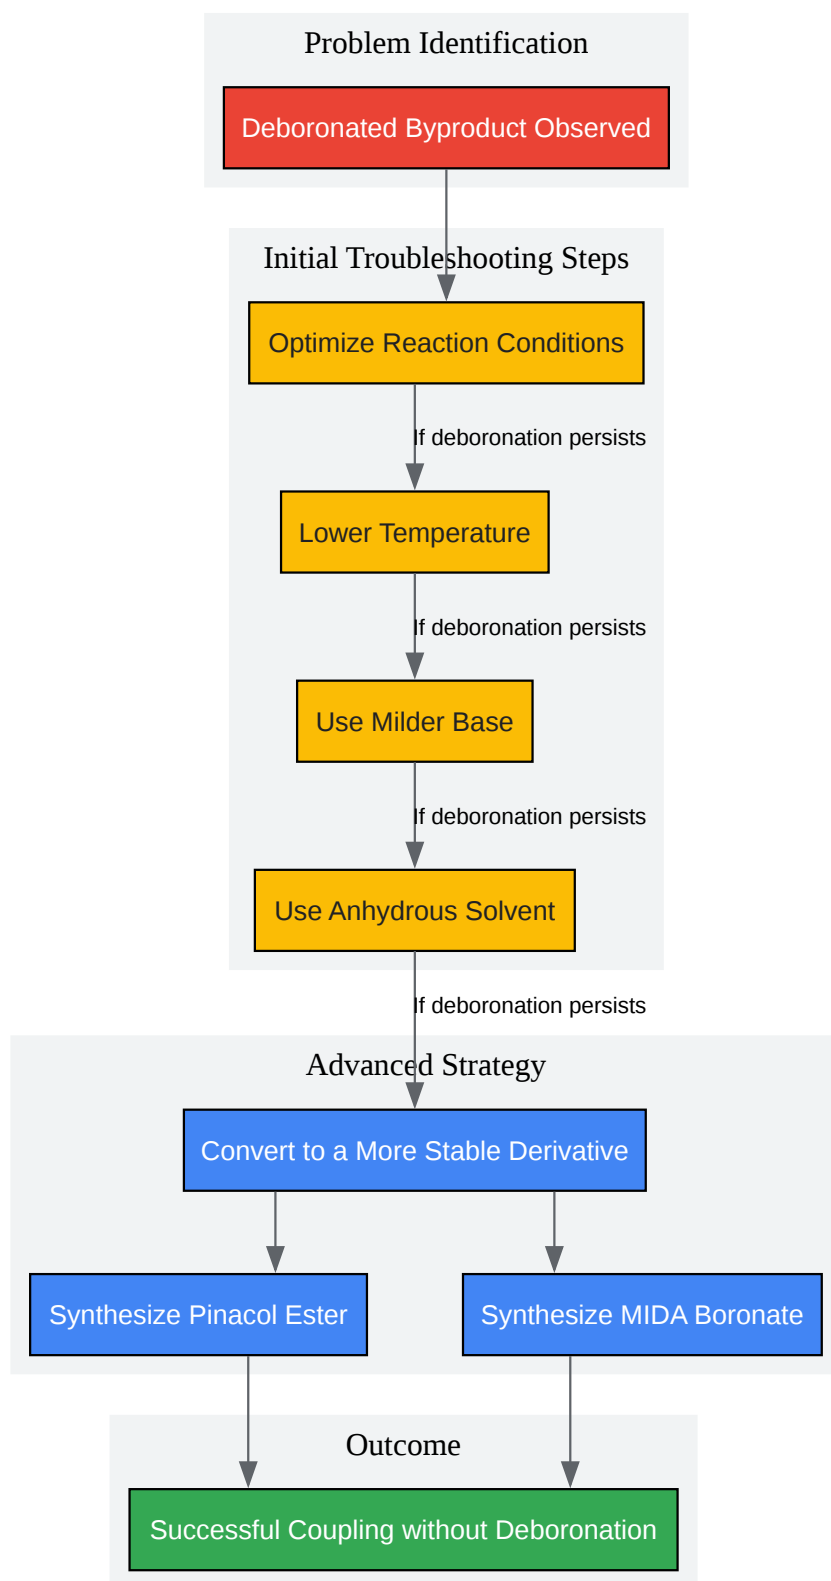 Problem Identification
Deboronated Byproduct Observed
Initial Troubleshooting Steps
Optimize Reaction Conditions
If deboronation persists
Lower Temperature
If deboronation persists
Use Milder Base
If deboronation persists
Use Anhydrous Solvent
If deboronation persists
Advanced Strategy
Convert to a More Stable Derivative
Synthesize Pinacol Ester
Synthesize MIDA Boronate
Outcome
Successful Coupling without Deboronation